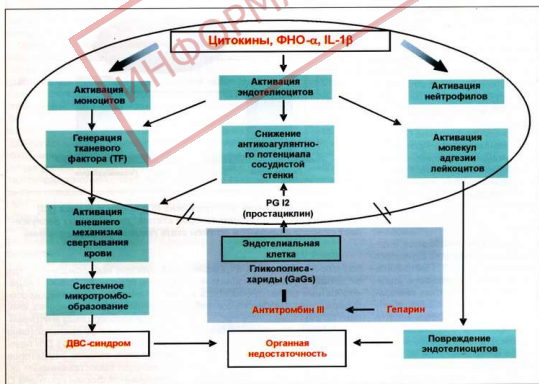 Цитокины, ФНО-α, IL-1β
Активация
моноцитов
Активация
эндотелиоцитов
Активация
нейтрофилов
Генерация
тканевого
фактора (TF)
Снижение
антикоагулянтно-
го потенциала
сосудистой
стенки
Активация
молекул
адгезии
лейкоцитов
PG I2
(простациклин)
Активация
внешнего
механизма
свертывания
крови
Эндотелиальная
клетка
Гликополиса-
хариды (GaGs)
Системное
микротромбо-
образование
Антитромбин III
Гепарин
ДВС-синдром
Органная
недостаточность
Повреждение
эндотелиоцитов